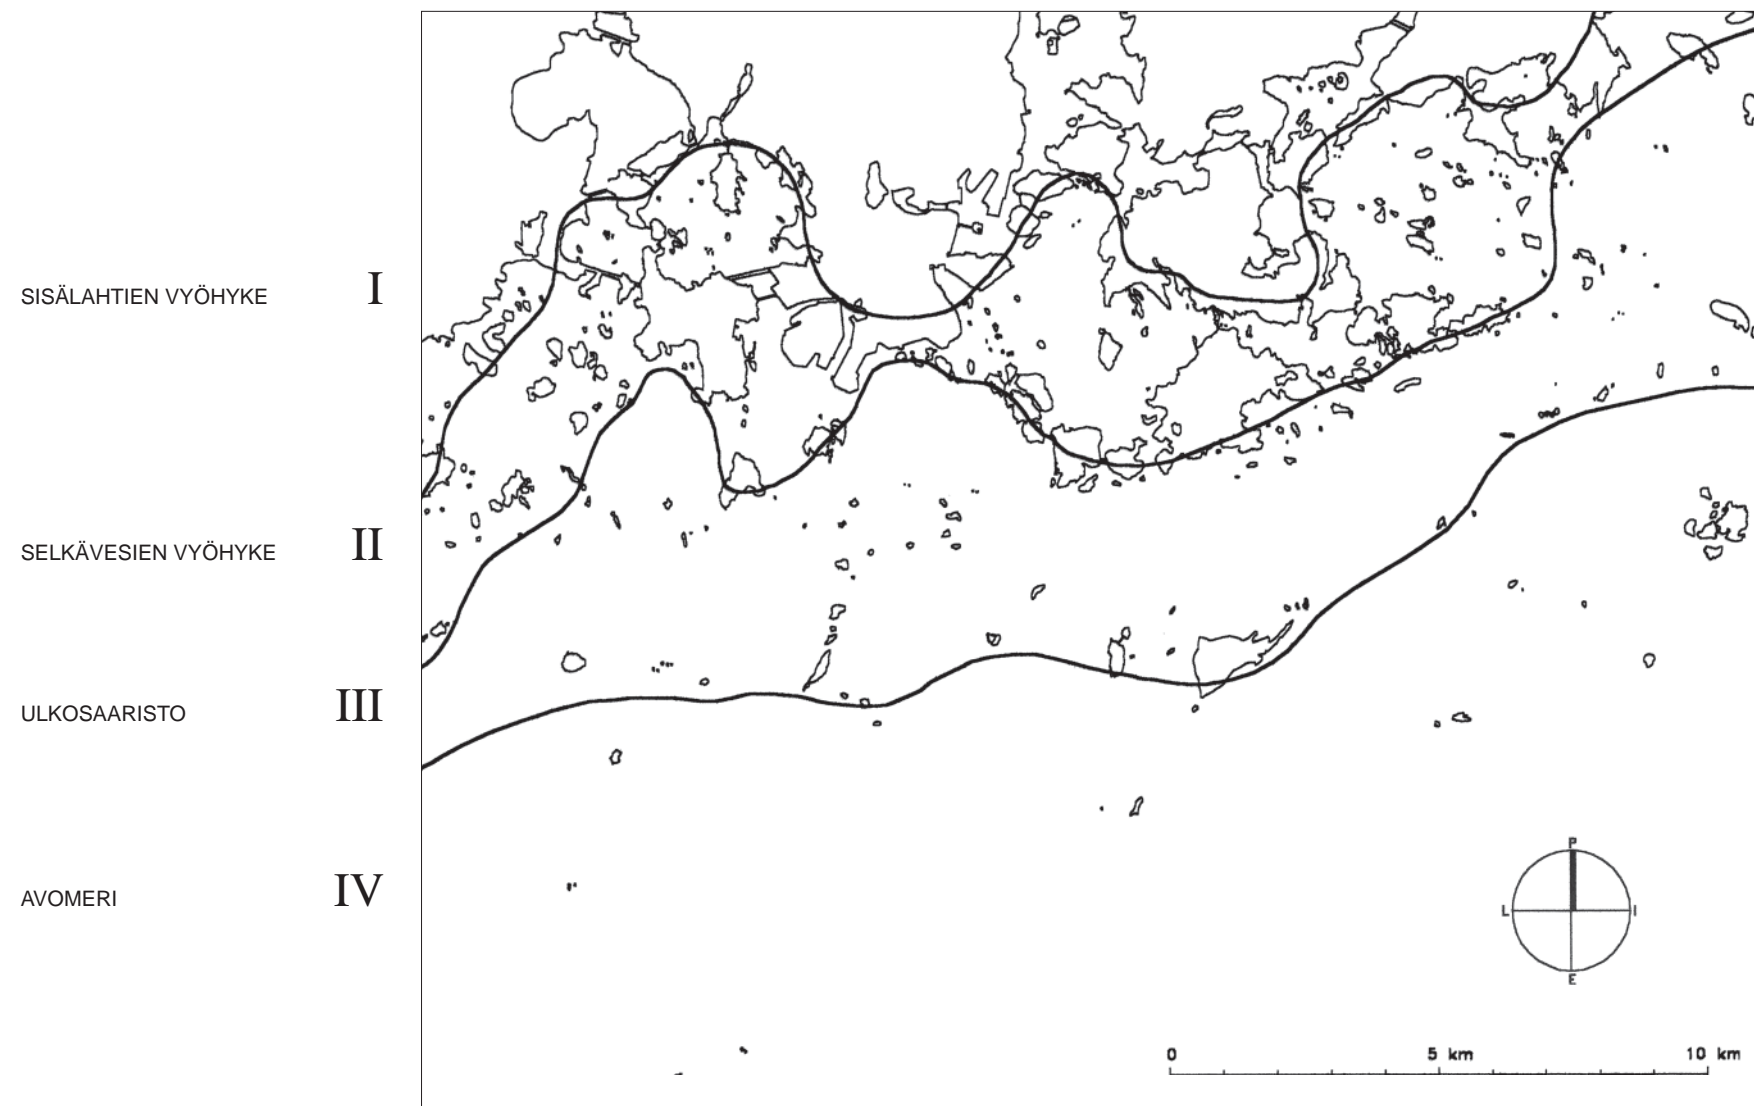 SISÄLAHTIEN VYÖHYKE I
SELKÄVESIEN VYÖHYKE II
ULKOSAARISTO III
AVOMERI IV
P
L I
E
0 5 km 10 km